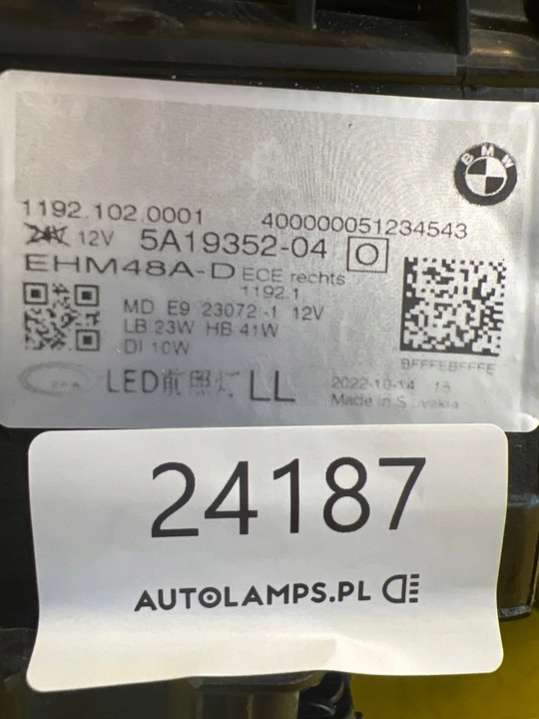 BMW
1192.102.0001 400000051234543
24V 12V 5A19352-04 O
EHM48A-D ECE rechts
1192.1
MD E9 23072-1 12V
LB 23W HB 41W
DI 10W
BFFFEBFFFE
LED前照灯 LL
2022-10-14
Made in Slovakia
24187
AUTOLAMPS.PL